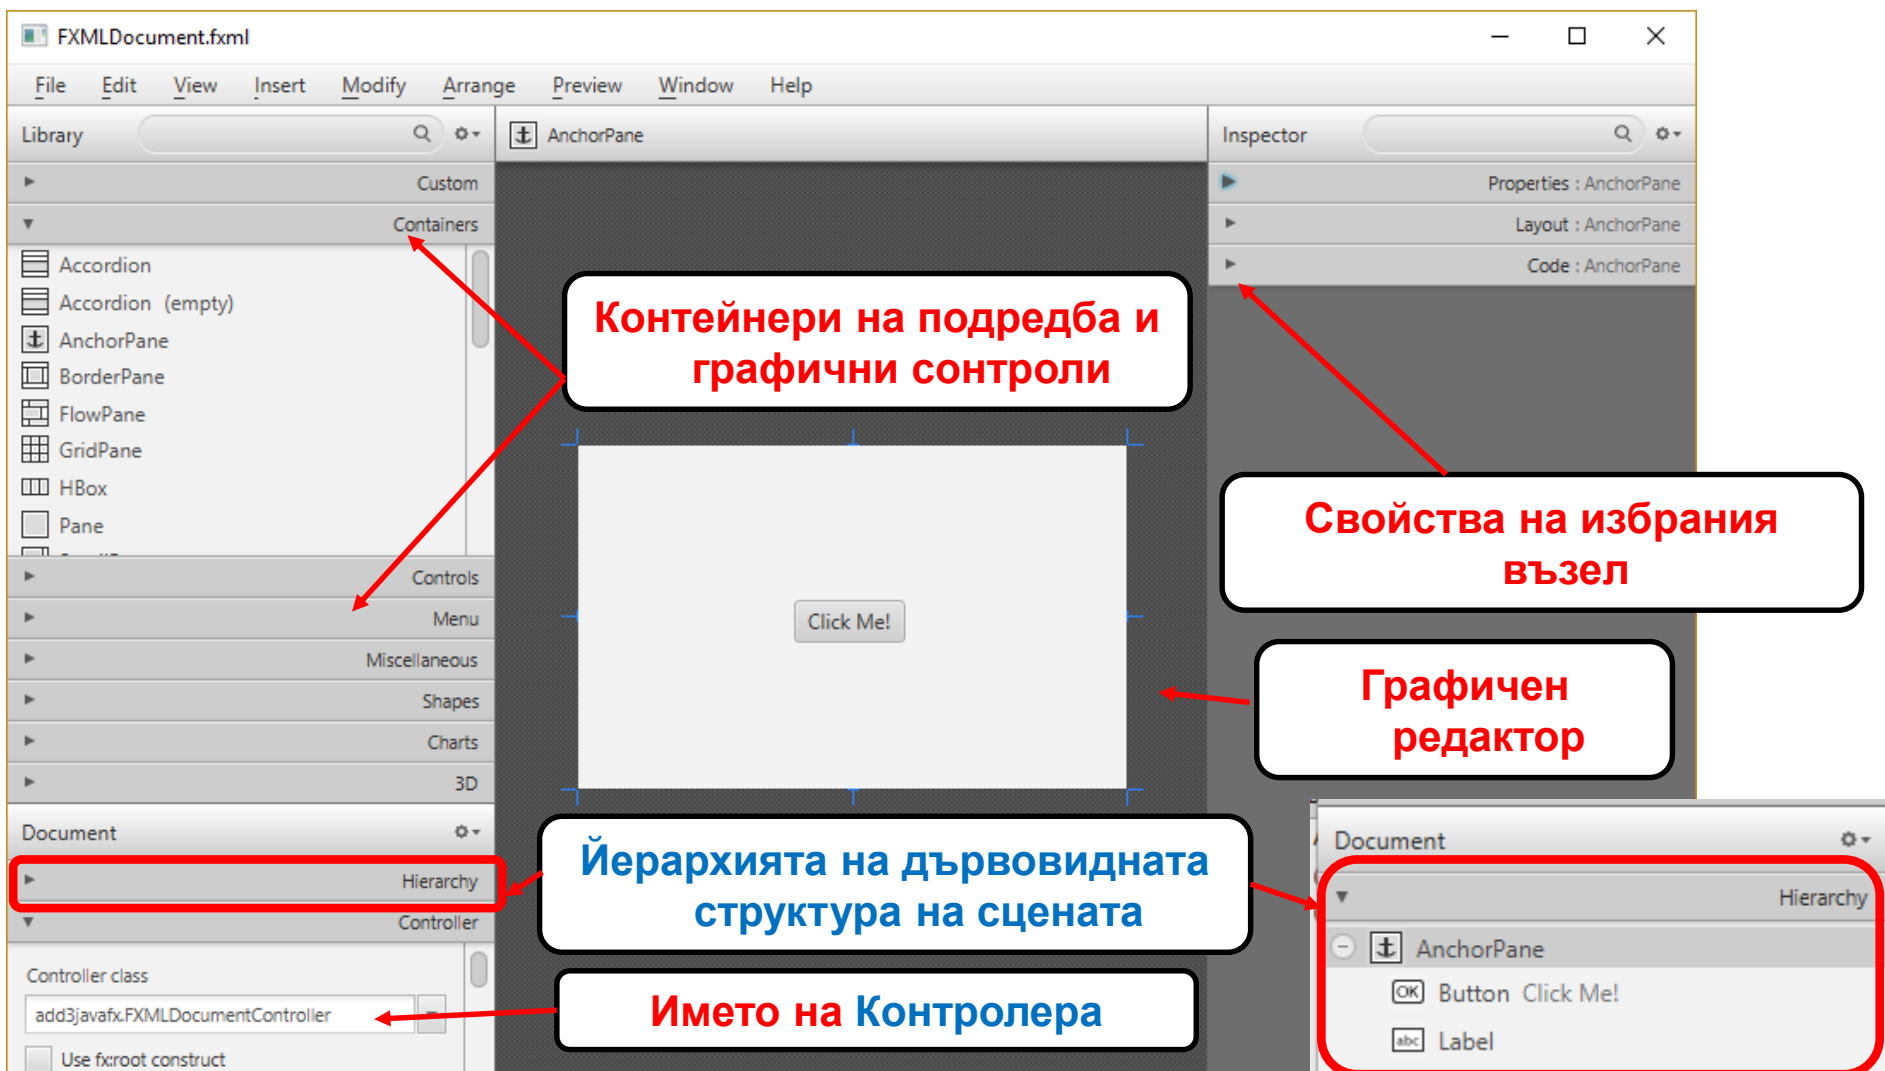 FXMLDocument.fxml
File Edit View Insert Modify Arrange Preview Window Help
Library
Custom
Containers
Accordion
Accordion (empty)
AnchorPane
BorderPane
FlowPane
GridPane
HBox
Pane
Controls
Menu
Miscellaneous
Shapes
Charts
3D
Document
Hierarchy
Controller
Controller class
add3javafx.FXMLDocumentController
Use fx:root construct
AnchorPane
Контейнери на подредба и
графични сонтроли
Click Me!
Йерархията на дървовидната
структура на сцената
Името на Контролера
Inspector
Properties : AnchorPane
Layout : AnchorPane
Code : AnchorPane
Свойства на избрания
възел
Графичен
редактор
Document
Hierarchy
AnchorPane
OK Button Click Me!
abc Label